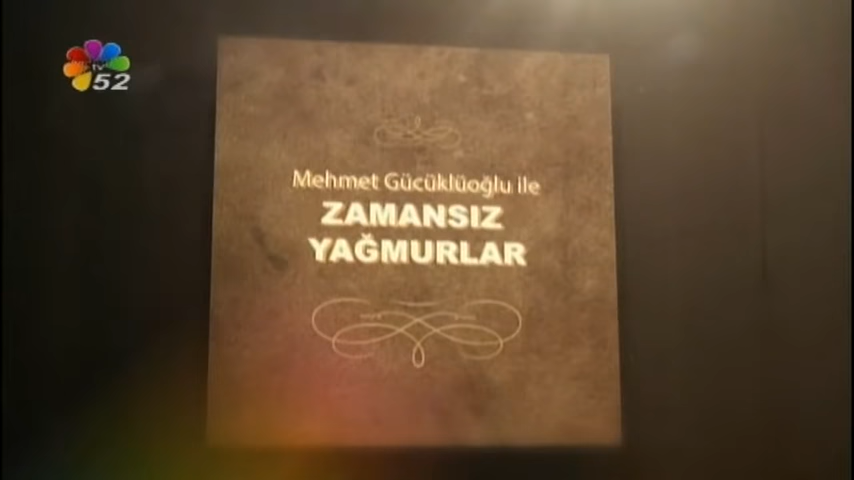 tv
52
Mehmet Gücüklüoğlu ile
ZAMANSIZ
YAĞMURLAR